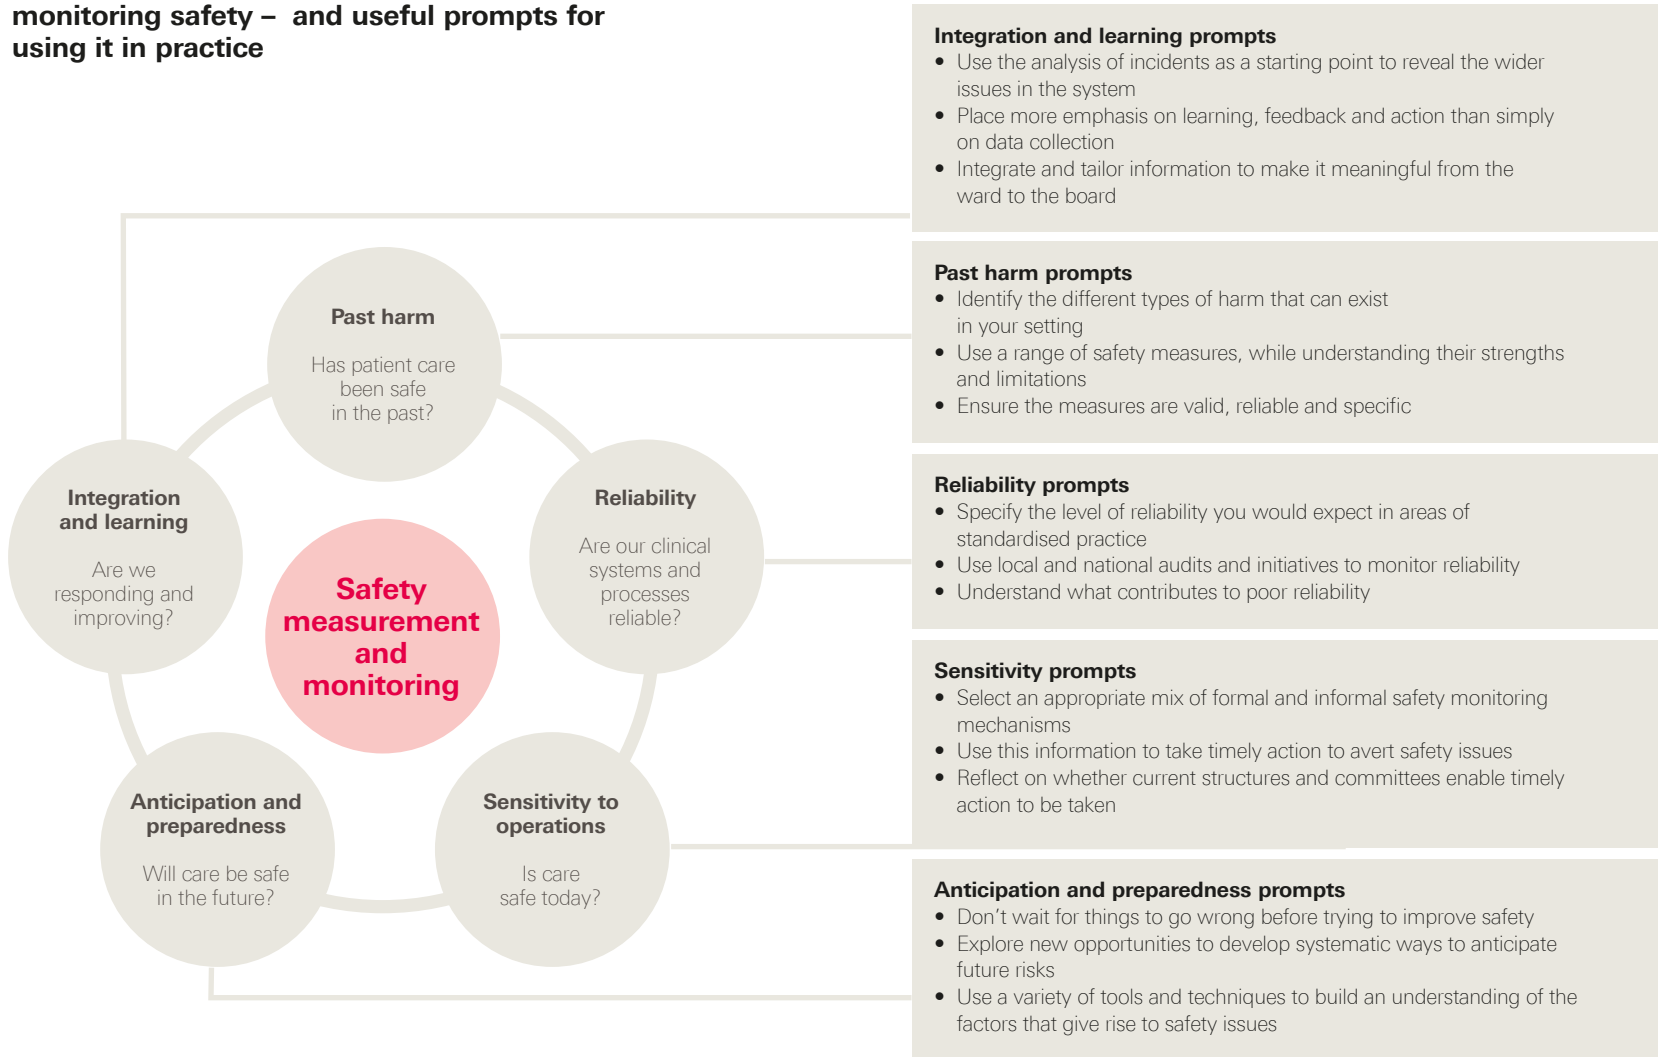 monitoring safety –  and useful prompts for
using it in practice
Past harm
Has patient care
been safe
in the past?
Integration
and learning
Are we
responding and
improving?
Reliability
Are our clinical
systems and
processes
reliable?
Safety
measurement
and
monitoring
Anticipation and
preparedness
Will care be safe
in the future?
Sensitivity to
operations
Is care
safe today?
Integration and learning prompts
• Use the analysis of incidents as a starting point to reveal the wider
issues in the system
• Place more emphasis on learning, feedback and action than simply
on data collection
• Integrate and tailor information to make it meaningful from the
ward to the board
Past harm prompts
• Identify the different types of harm that can exist
in your setting
• Use a range of safety measures, while understanding their strengths
and limitations
• Ensure the measures are valid, reliable and specific
Reliability prompts
• Specify the level of reliability you would expect in areas of
standardised practice
• Use local and national audits and initiatives to monitor reliability
• Understand what contributes to poor reliability
Sensitivity prompts
• Select an appropriate mix of formal and informal safety monitoring
mechanisms
• Use this information to take timely action to avert safety issues
• Reflect on whether current structures and committees enable timely
action to be taken
Anticipation and preparedness prompts
• Don’t wait for things to go wrong before trying to improve safety
• Explore new opportunities to develop systematic ways to anticipate
future risks
• Use a variety of tools and techniques to build an understanding of the
factors that give rise to safety issues